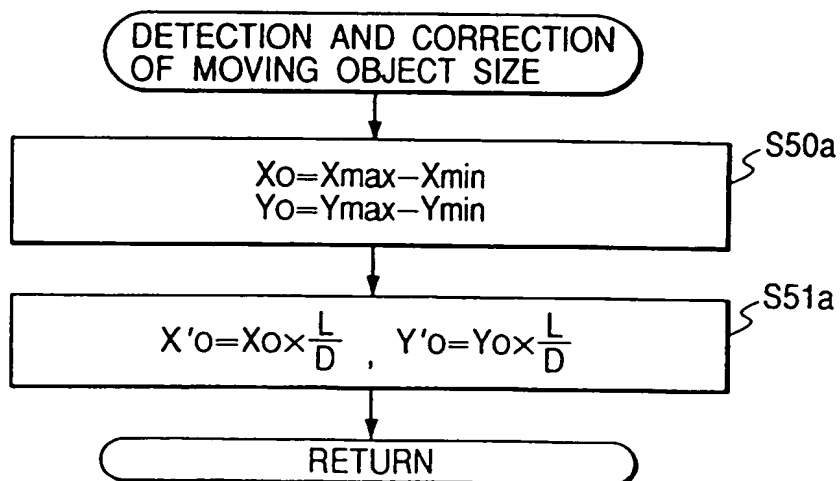 DETECTION AND CORRECTION
OF MOVING OBJECT SIZE
S50a
Xo=Xmax−Xmin
Yo=Ymax−Ymin
S51a
X'o=Xo×L/D , Y'o=Yo×L/D
RETURN